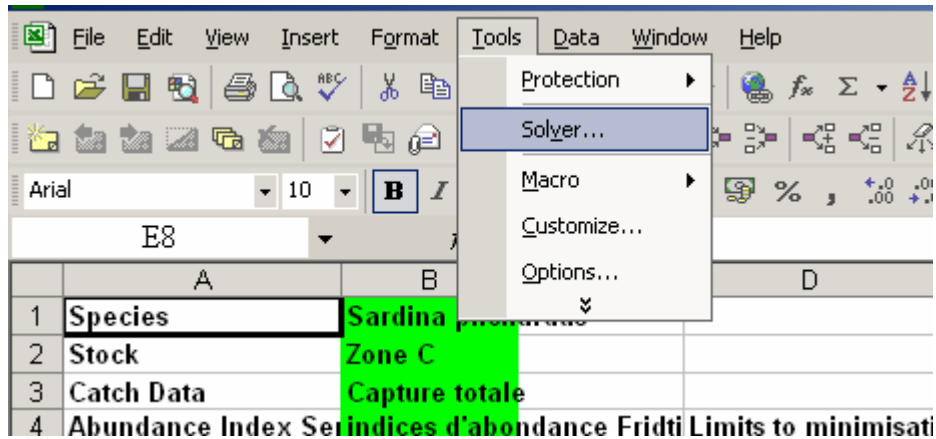 File Edit View Insert Format Tools Data Window Help
Protection
Solver...
Arial 10 B I % , .0 .00
Macro
E8
Customize...
Options...
A B D
1 Species Sardina
2 Stock Zone C
3 Catch Data Capture totale
4 Abundance Index Ser indices d'abondance Fridti Limits to minimisati